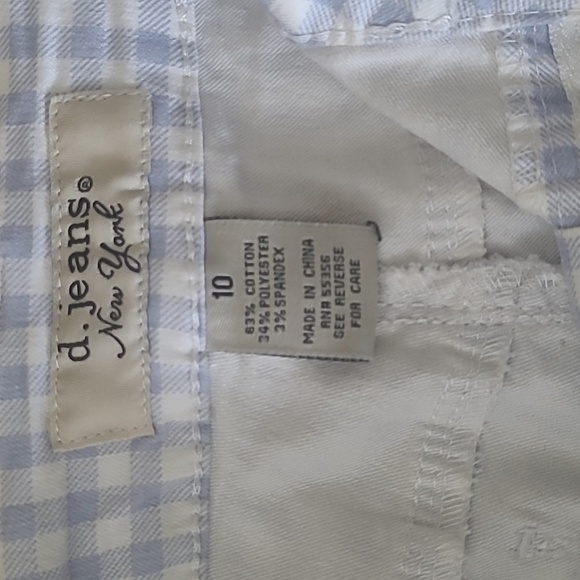 d.jeans®
New York
10
63% COTTON
34% POLYESTER
3% SPANDEX
MADE IN CHINA
RN# 55356
SEE REVERSE
FOR CARE